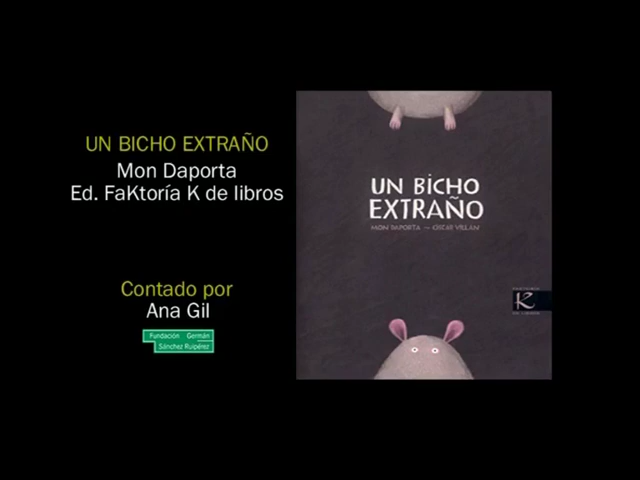 UN BICHO EXTRAÑO
Mon Daporta
Ed. FaKtoría K de libros
Contado por
Ana Gil
Fundación Germán
Sánchez Ruipérez
UN BICHO
EXTRAÑO
MON DAPORTA – OSCAR VILLÁN
K